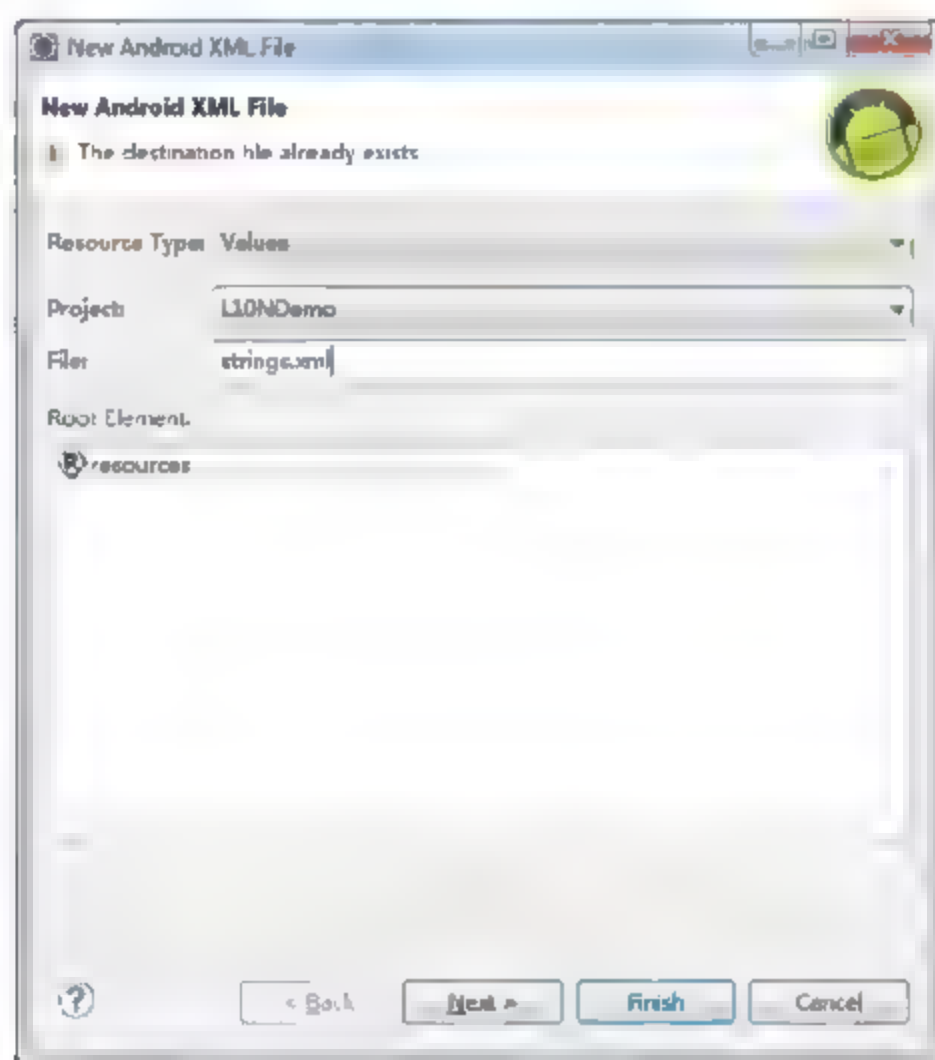 New Android XML File
New Android XML File
The destination file already exists
Resource Type: Values
Project: L10NDemo
File: strings.xml
Root Element:
R resources
? < Back Next > Finish Cancel